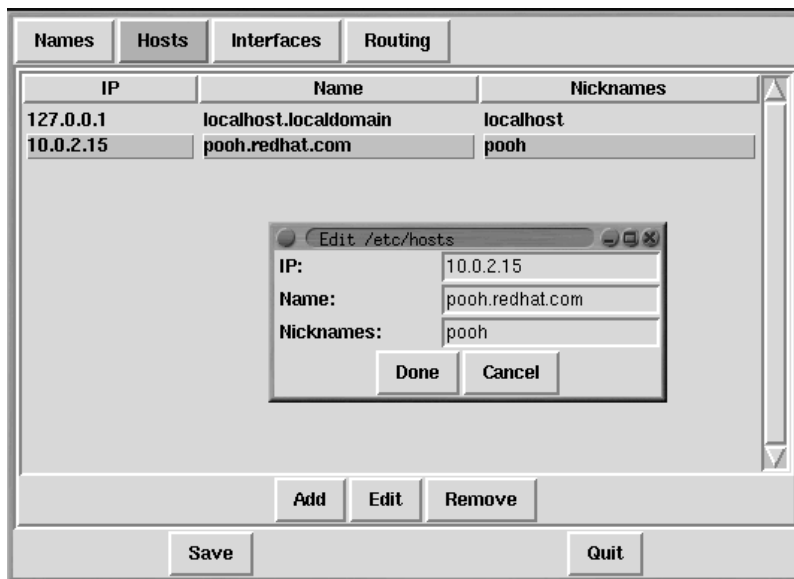 Names Hosts Interfaces Routing
IP Name Nicknames
127.0.0.1 localhost.localdomain localhost
10.0.2.15 pooh.redhat.com pooh
Edit /etc/hosts
IP: 10.0.2.15
Name: pooh.redhat.com
Nicknames: pooh
Done Cancel
Add Edit Remove
Save Quit